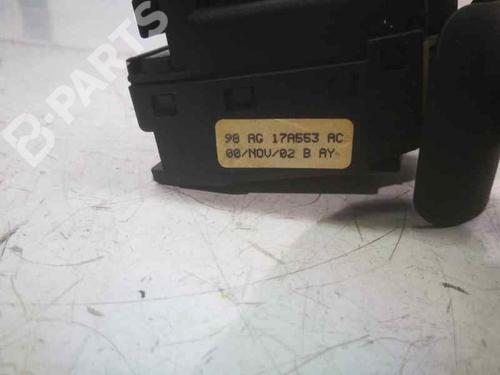 B-PARTS
98 AG 17A553 AC
00/NOV/02 B AY